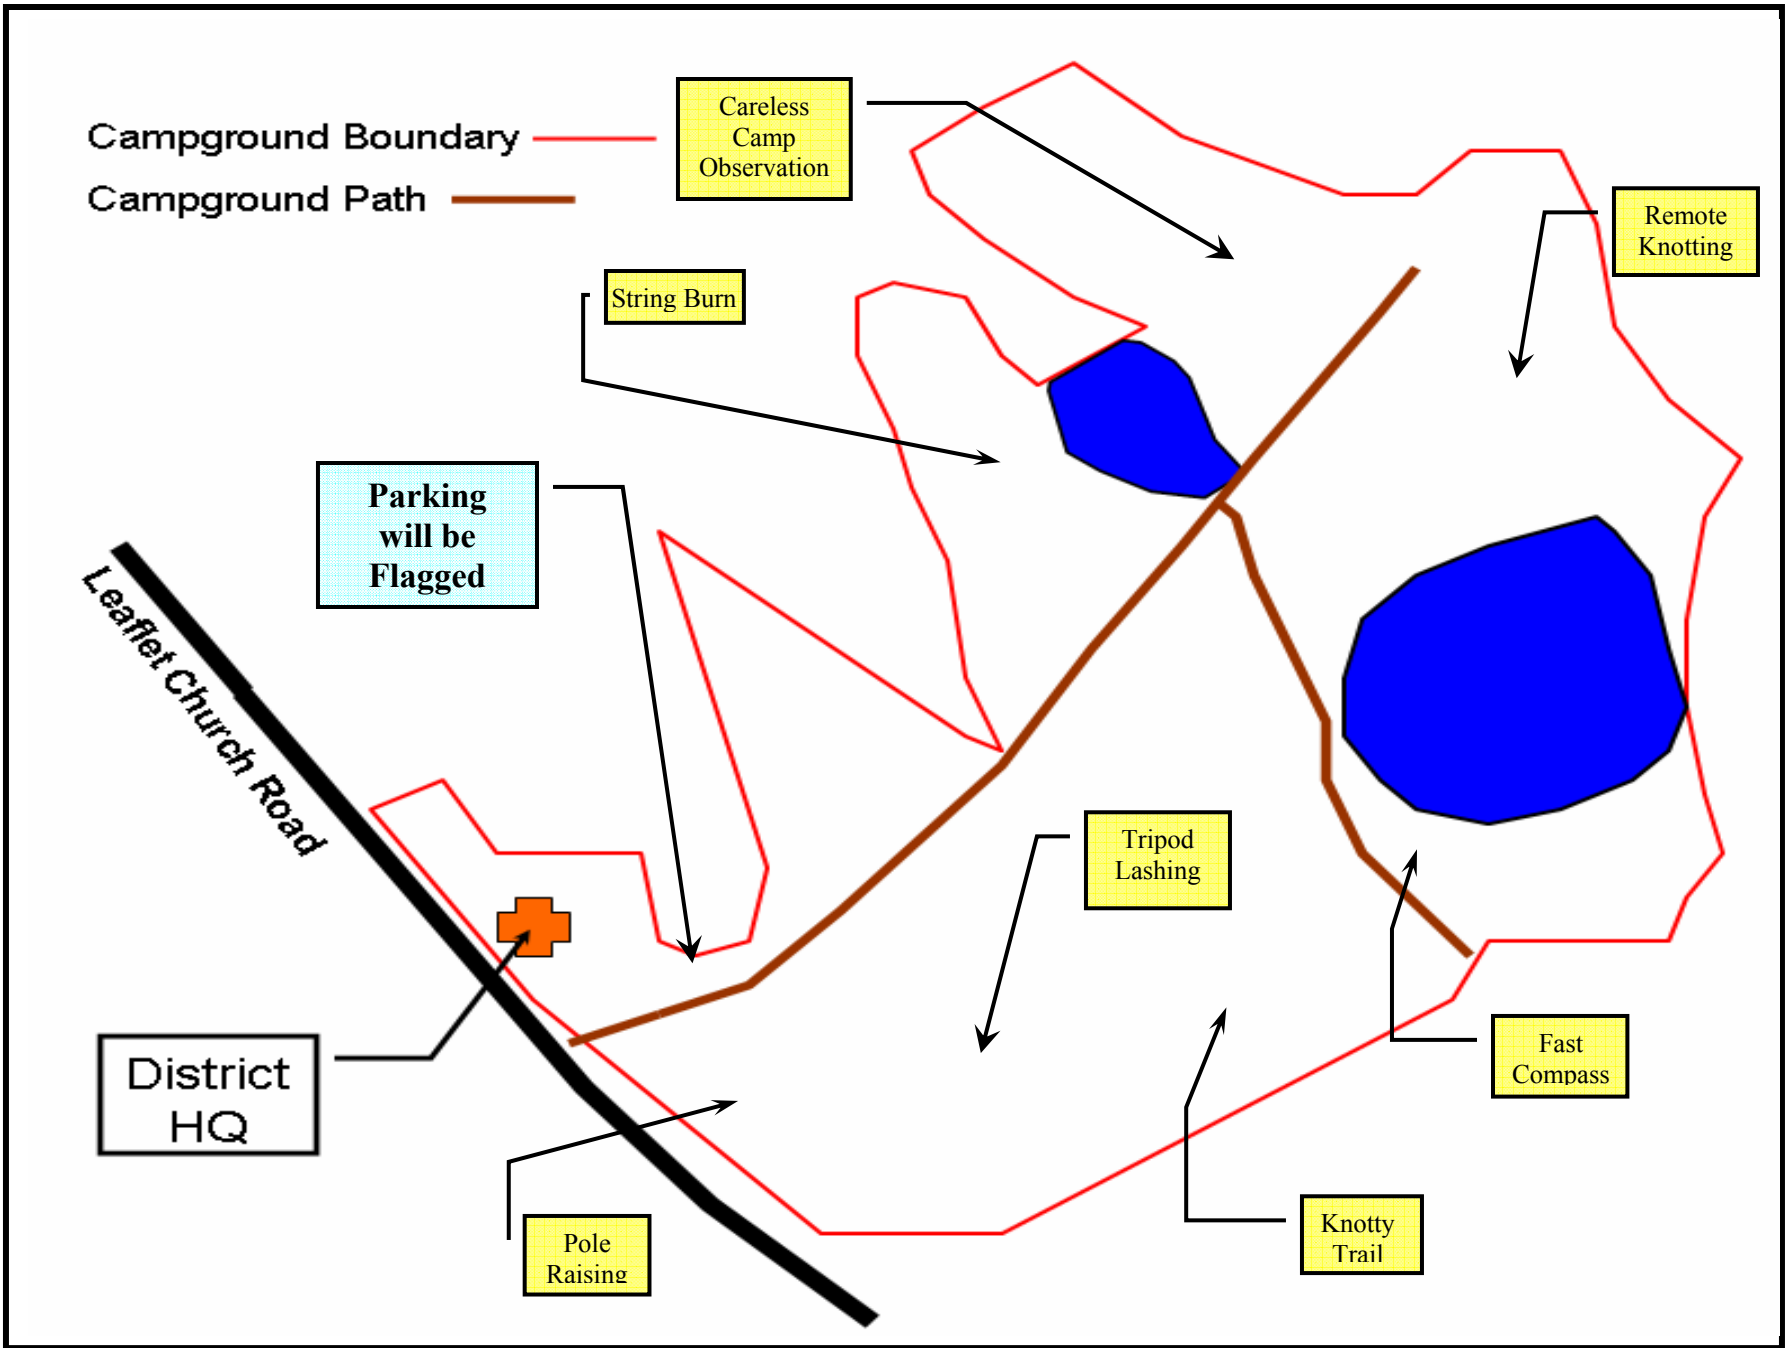 Campground Boundary
Campground Path
Careless
Camp
Observation
Remote
Knotting
String Burn
Parking
will be
Flagged
Leaflet Church Road
Tripod
Lashing
District
HQ
Fast
Compass
Pole
Raising
Knotty
Trail